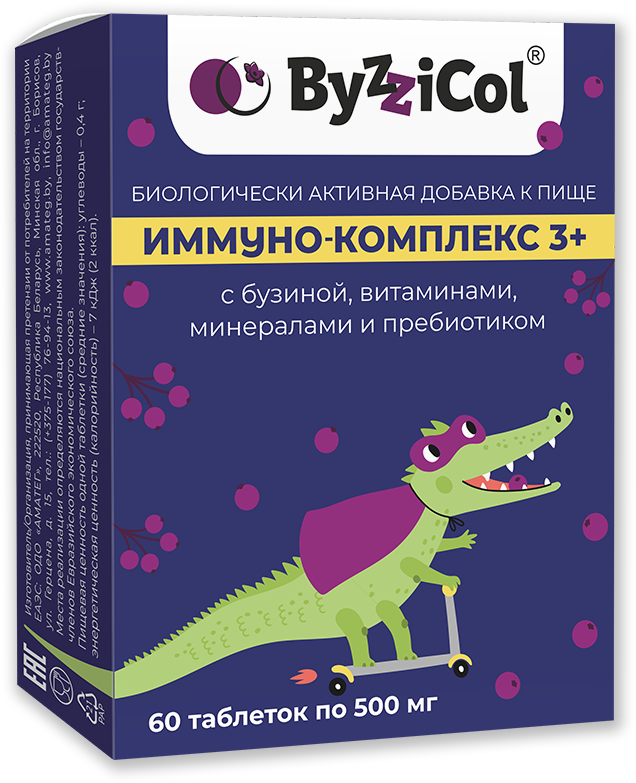 ByzziCol®
БИОЛОГИЧЕСКИ АКТИВНАЯ ДОБАВКА К ПИЩЕ
ИММУНО-КОМПЛЕКС 3+
с бузиной, витаминами,
минералами и пребиотиком
60 таблеток по 500 мг
Изготовитель/Организация, принимающая претензии от потребителей на территории
ЕАЭС: ОДО «АМАТЕГ», 222520, Республика Беларусь, Минская обл., г. Борисов,
ул. Герцена, д. 15, тел.: (+375-177) 76-94-13, www.amateg.by, info@amateg.by
Места реализации определяются национальным законодательством государств-
членов Евразийского экономического союза.
Пищевая ценность одной таблетки (средние значения): углеводы – 0,4 г;
энергетическая ценность (калорийность) – 7 кДж (2 ккал).
EAC
21
PAP